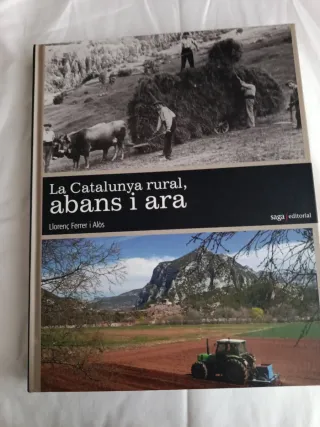 La Catalunya rural,
abans i ara
Llorenç Ferrer i Alòs
saga editorial